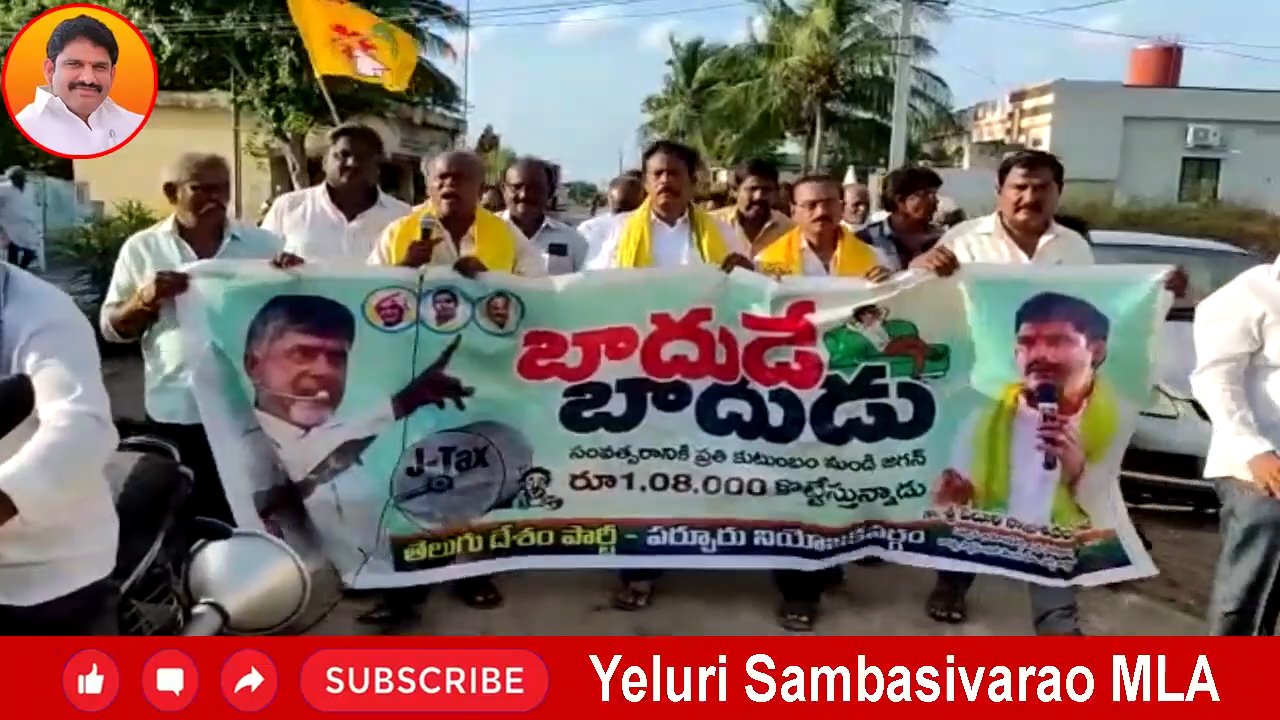 బాదుడే
బాదుడు
సంవత్సరానికి ప్రతి కుటుంబం నుండి జగన్
రూ1.08.000 కొట్టేస్తున్నాడు
J-Tax
తెలుగు దేశం పార్టీ - పర్చూరు నియోజకవర్గం
SUBSCRIBE
Yeluri Sambasivarao MLA